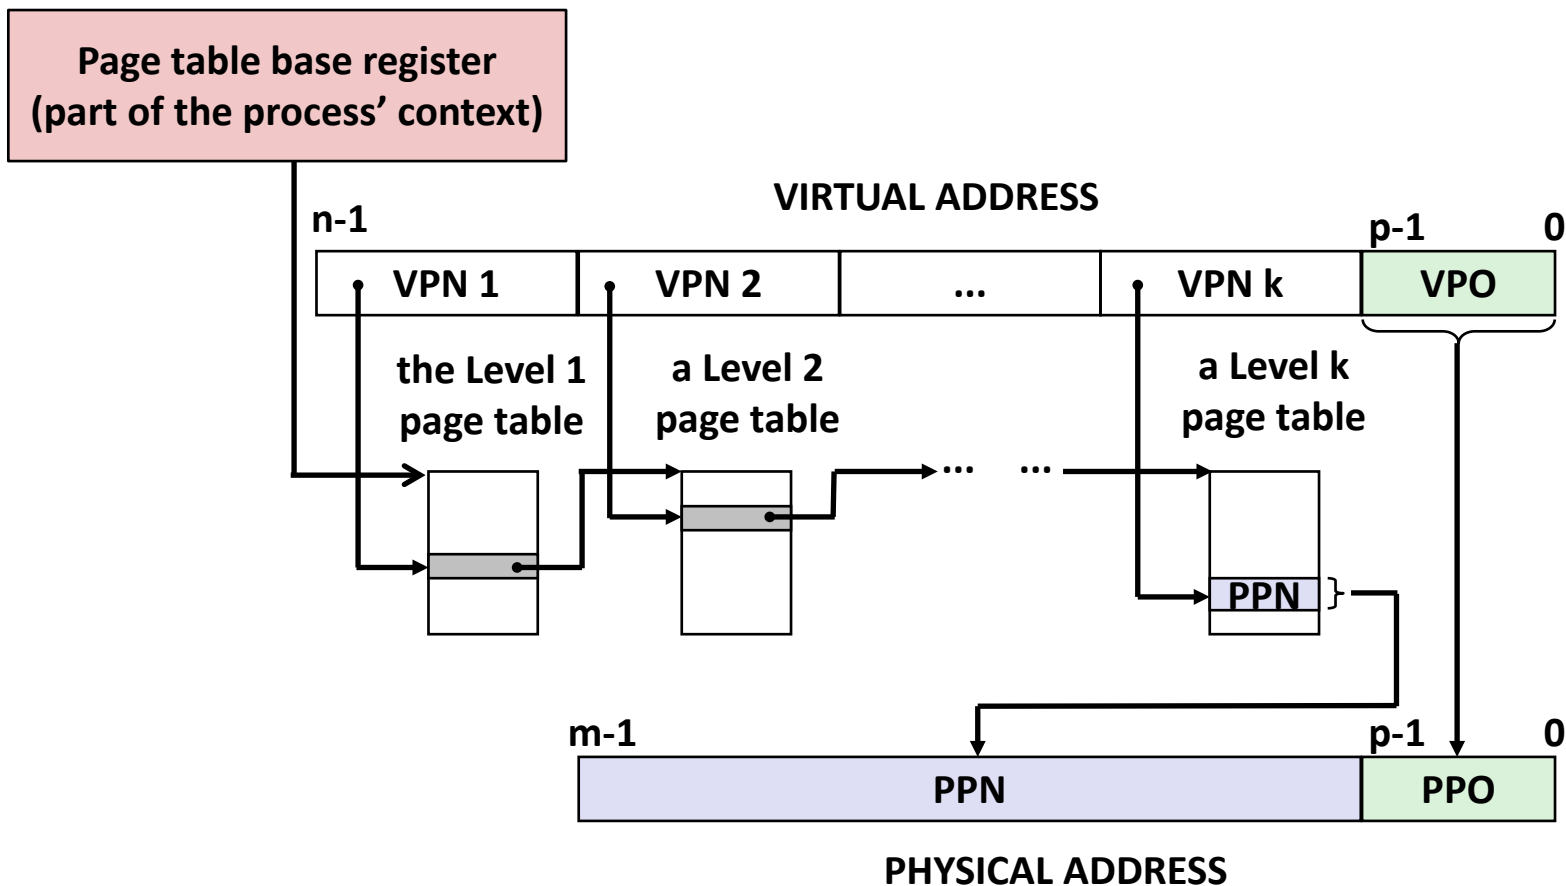 Page table base register
(part of the process’ context)
VIRTUAL ADDRESS
n-1
p-1
0
VPN 1
VPN 2
...
VPN k
VPO
the Level 1
page table
a Level 2
page table
a Level k
page table
...
...
PPN
m-1
p-1
0
PPN
PPO
PHYSICAL ADDRESS